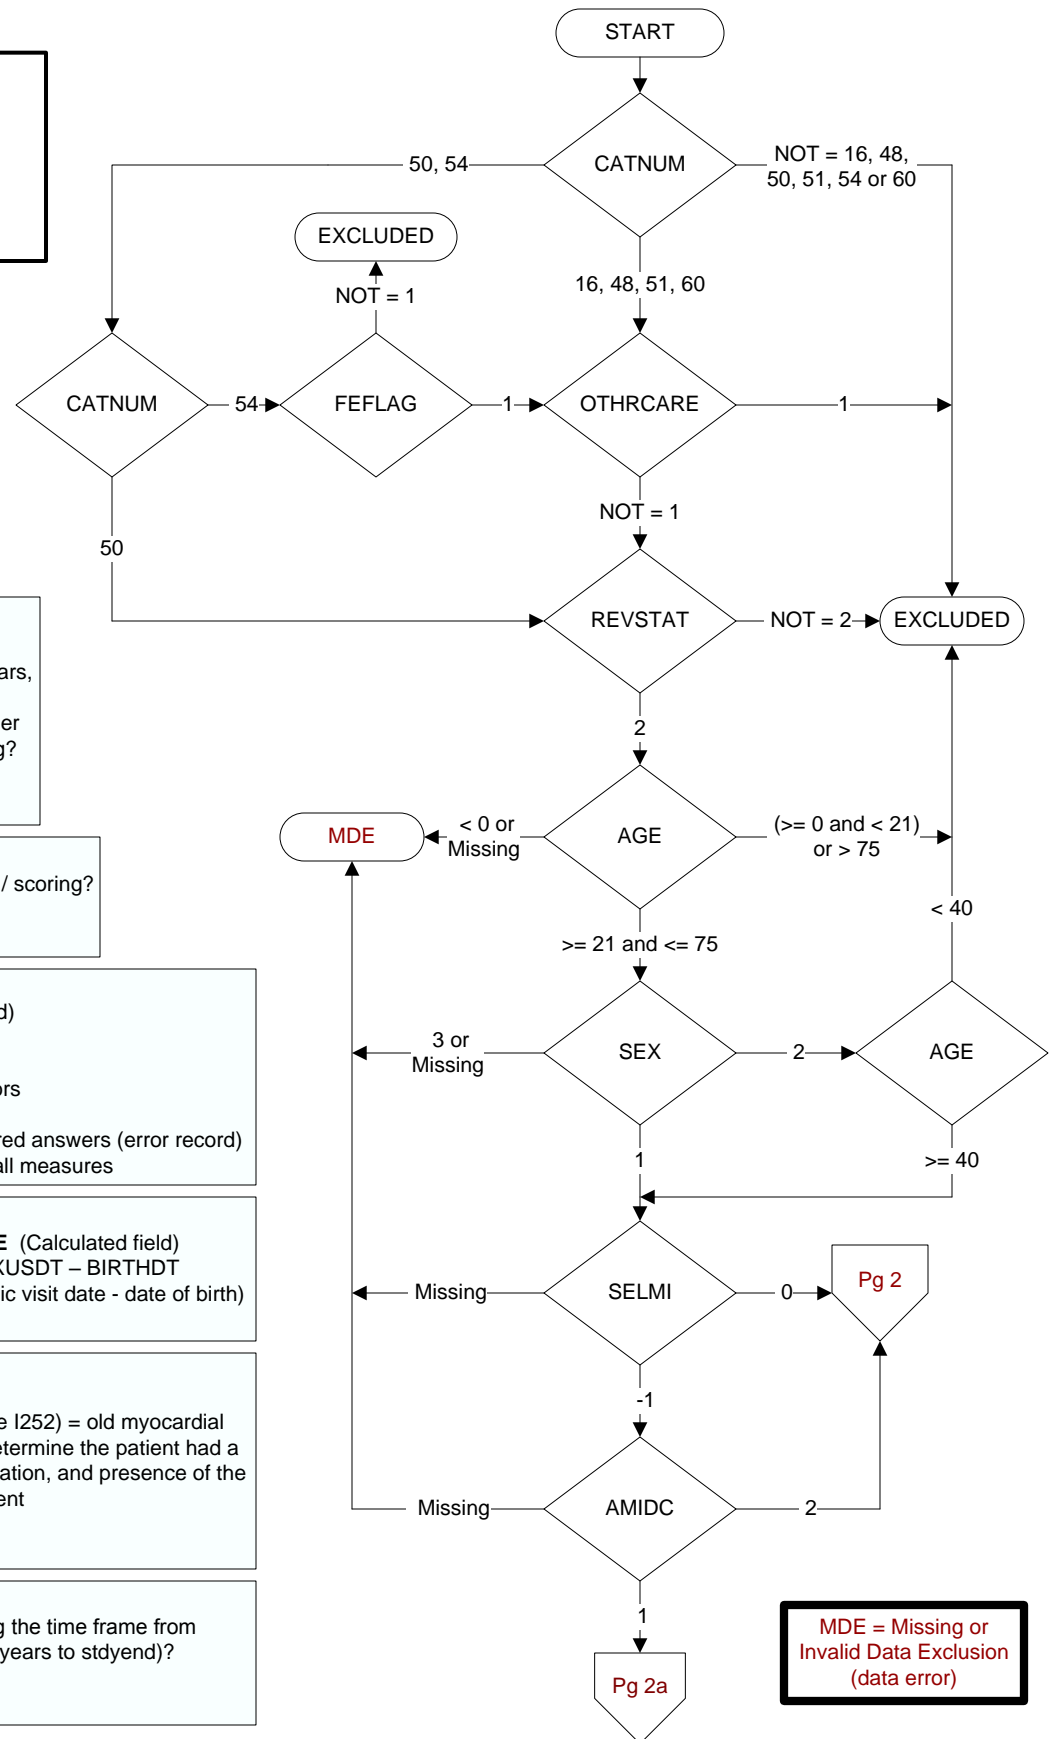 START
CATNUM
50, 54
NOT = 16, 48,
50, 51, 54 or 60
EXCLUDED
NOT = 1
16, 48, 51, 60
CATNUM
54
FEFLAG
1
OTHRCARE
1
NOT = 1
50
REVSTAT
NOT = 2
EXCLUDED
2
MDE
< 0 or
Missing
AGE
(>= 0 and < 21)
or > 75
< 40
>= 21 and <= 75
3 or
Missing
SEX
2
AGE
1
>= 40
Missing
SELMI
0
Pg 2
-1
Missing
AMIDC
2
1
Pg 2a
MDE = Missing or
Invalid Data Exclusion
(data error)
ars,
er
g?
/ scoring?
d)
ors
red answers (error record)
all measures
E (Calculated field)
XUSDT – BIRTHDT
ic visit date - date of birth)
e I252) = old myocardial
etermine the patient had a
ation, and presence of the
ent
g the time frame from
years to stdyend)?